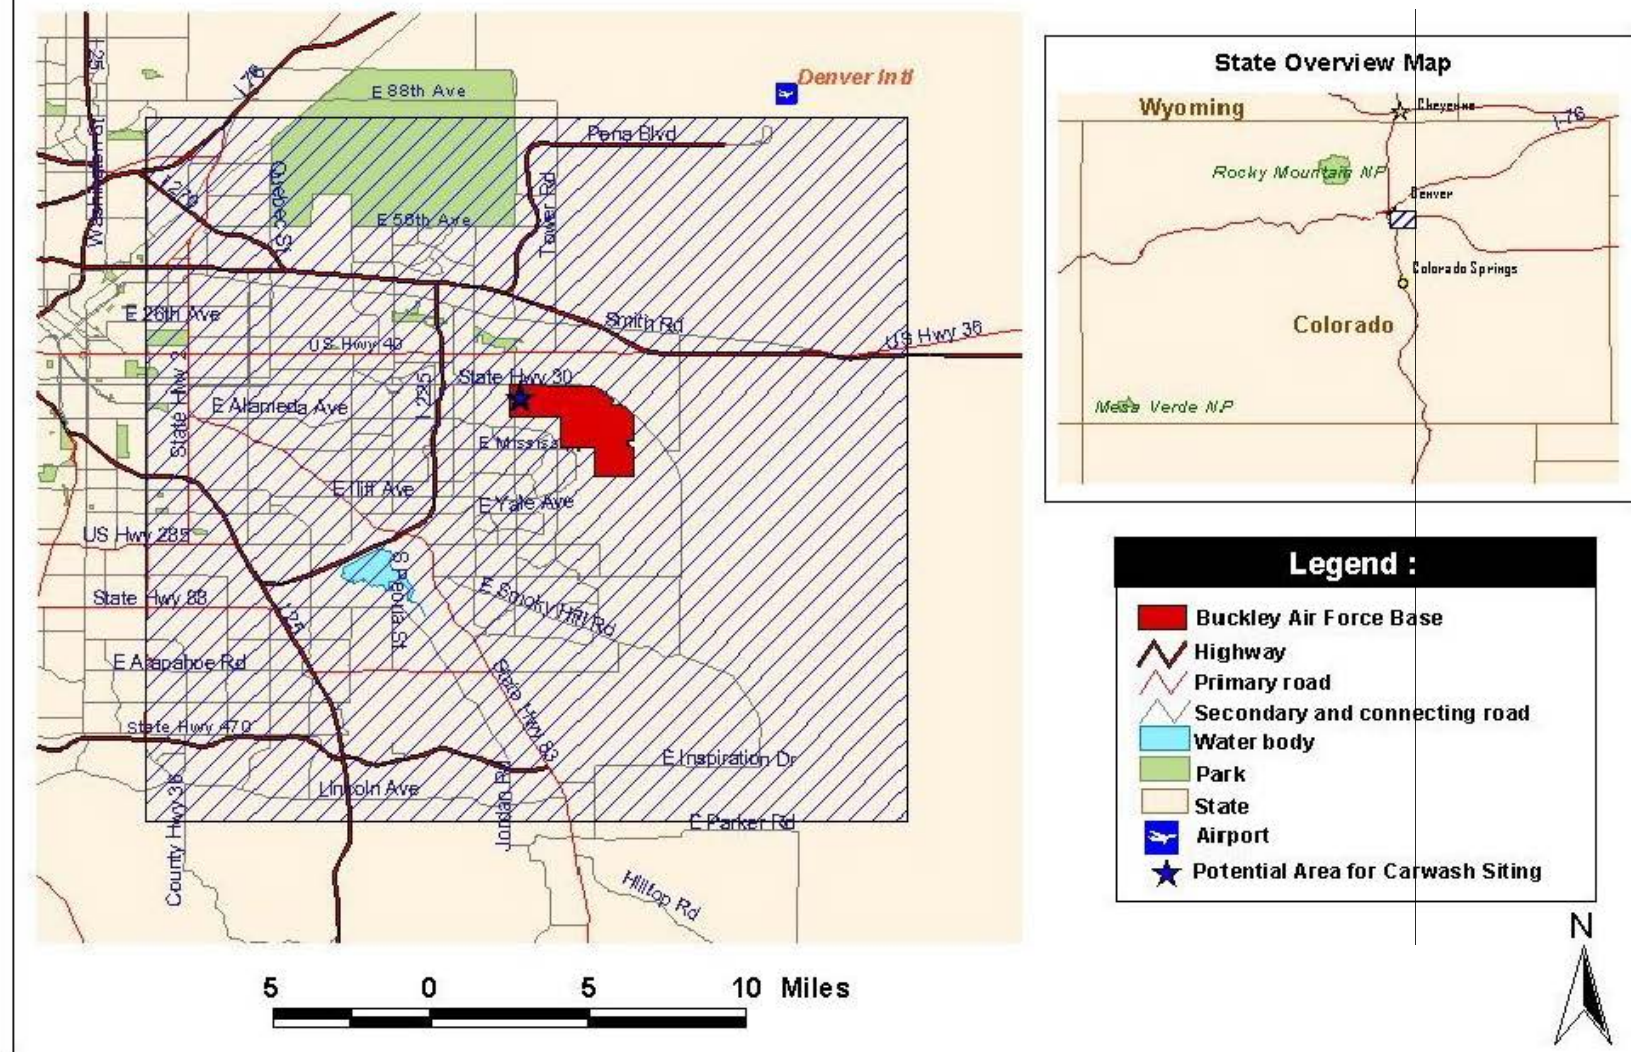 I-25
Washington St
I-76
E 88th Ave
Denver Intl
Pena Blvd
I-270
Quebec St
E 56th Ave
Tower Rd
E 26th Ave
Smith Rd
US Hwy 36
US Hwy 40
State Hwy 2
I-225
State Hwy 30
E Alameda Ave
E Mississ
E Iliff Ave
E Yale Ave
US Hwy 285
S Peoria St
State Hwy 88
I-25
E Smoky Hill Rd
E Arapahoe Rd
State Hwy 83
State Hwy 470
E Inspiration Dr
Lincoln Ave
County Hwy 36
Jordan Rd
E Parker Rd
Hilltop Rd
5 0 5 10 Miles
State Overview Map
Wyoming
Cheyenne
I-76
Rocky Mountain NP
Denver
Colorado Springs
Colorado
Mesa Verde NP
Legend :
Buckley Air Force Base
Highway
Primary road
Secondary and connecting road
Water body
Park
State
Airport
Potential Area for Carwash Siting
N